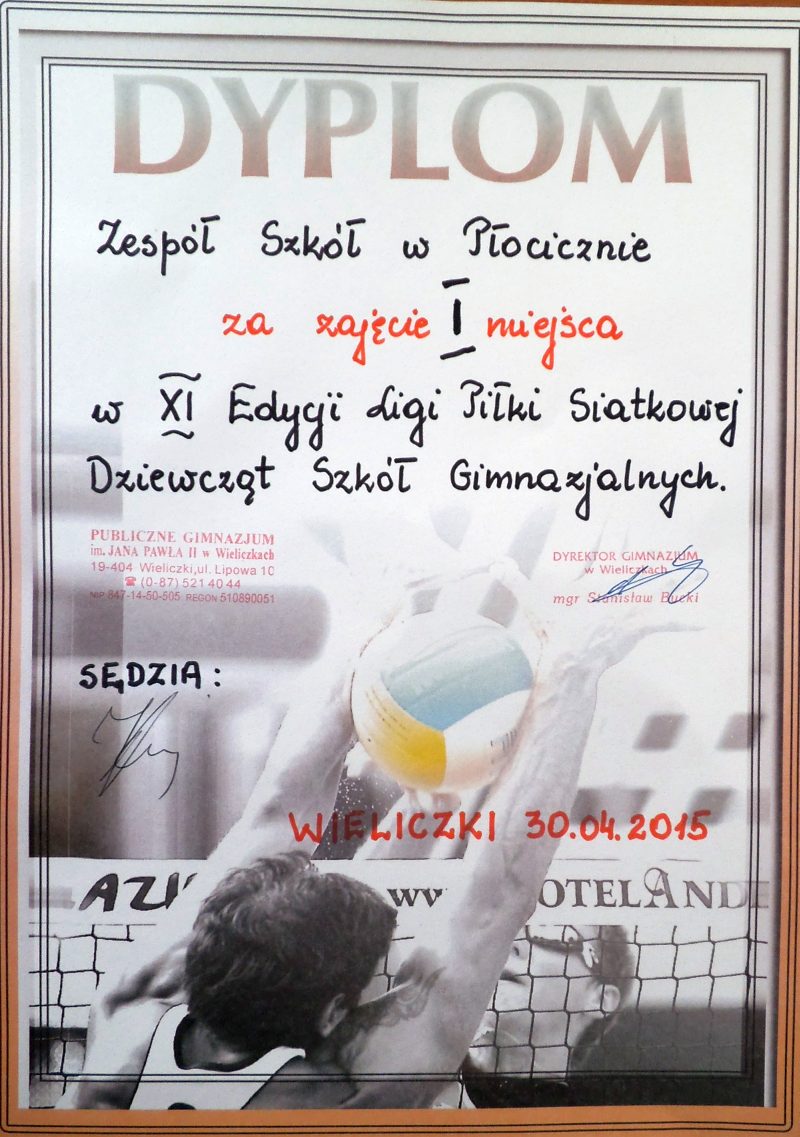 DYPLOM
Zespół Szkół w Płocicznie
za zajęcie I miejsca
w XI Edycji Ligi Piłki Siatkowej
Dziewcząt Szkół Gimnazjalnych.
PUBLICZNE GIMNAZJUM
im. JANA PAWŁA II w Wieliczkach
19-404 Wieliczki,ul. Lipowa 10
☎ (0-87) 521 40 44
NIP 847-14-50-505 REGON 510890051
DYREKTOR GIMNAZJUM
w Wieliczkach
mgr Stanisław Bucki
SĘDZIA:
WIELICZKI 30.04.2015